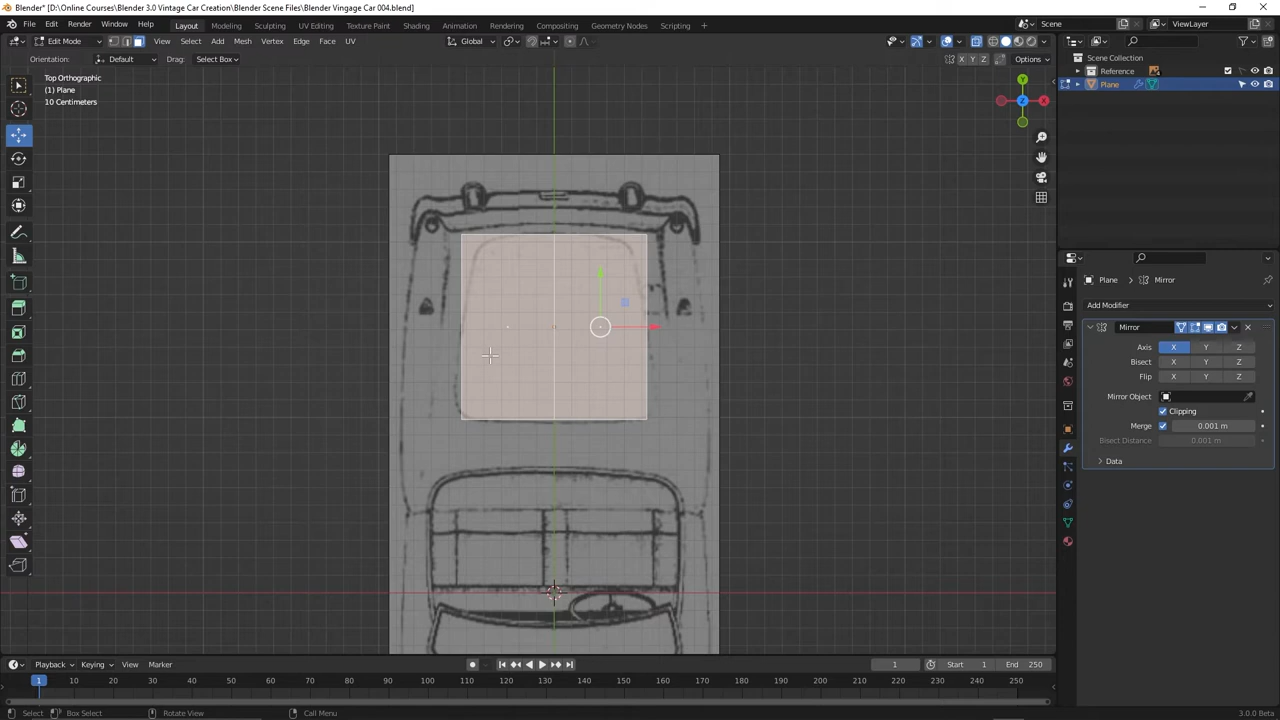 Blender* [D:\Online Courses\Blender 3.0 Vintage Car Creation\Blender Scene Files\Blender Vingage Car 004.blend]
File Edit Render Window Help Layout Modeling Sculpting UV Editing Texture Paint Shading Animation Rendering Compositing Geometry Nodes Scripting Scene ViewLayer
Edit Mode View Select Add Mesh Vertex Edge Face UV Global
Orientation: Default Drag: Select Box X Y Z Options
Top Orthographic
(1) Plane
10 Centimeters
Y
Z X
Scene Collection
Reference
Plane
Plane > Mirror
Add Modifier
Mirror
Axis X Y Z
Bisect X Y Z
Flip X Y Z
Mirror Object
Clipping
Merge 0.001 m
Bisect Distance 0.001 m
Data
Playback Keying View Marker 1 Start 1 End 250
1 10 20 30 40 50 60 70 80 90 100 110 120 130 140 150 160 170 180 190 200 210 220 230 240 250
Select Box Select Rotate View Call Menu 3.0.0 Beta